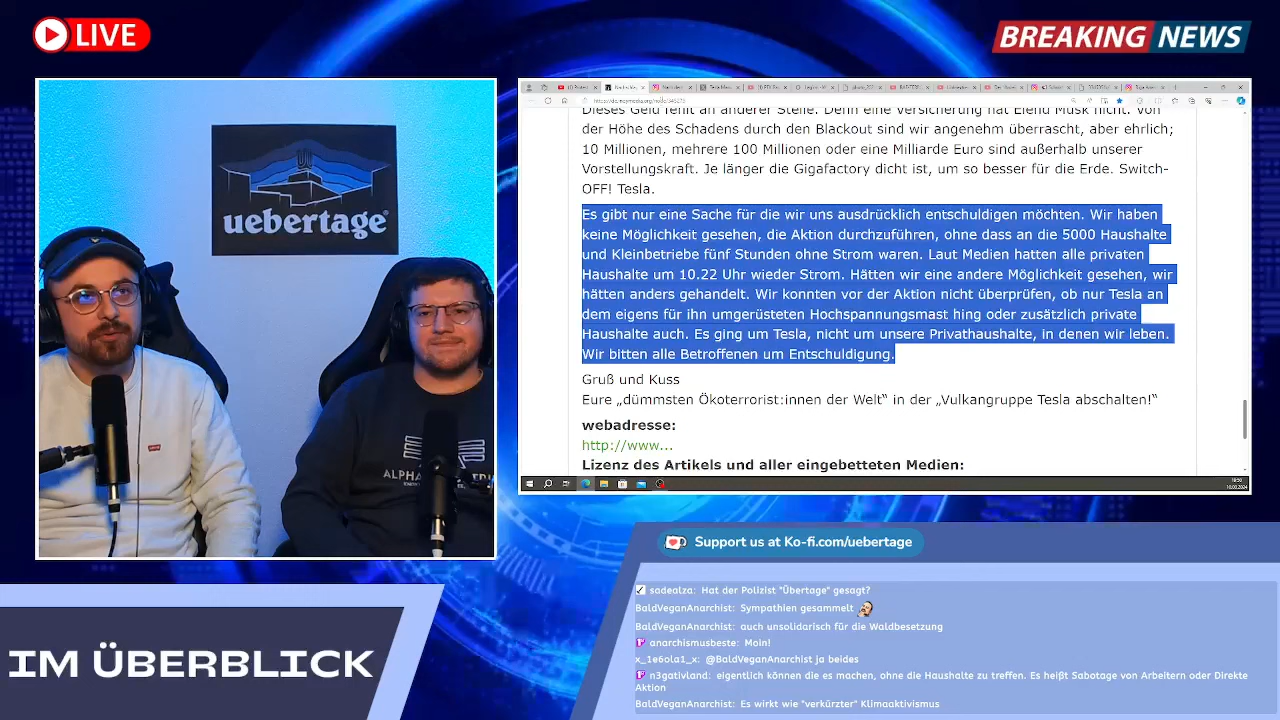 LIVE
BREAKING NEWS
uebertage
ALPHA
Dieses Geld fehlt an anderer Stelle. Denn eine Versicherung hat Elend Musk nicht. Von
der Höhe des Schadens durch den Blackout sind wir angenehm überrascht, aber ehrlich;
10 Millionen, mehrere 100 Millionen oder eine Milliarde Euro sind außerhalb unserer
Vorstellungskraft. Je länger die Gigafactory dicht ist, um so besser für die Erde. Switch-
OFF! Tesla.
Es gibt nur eine Sache für die wir uns ausdrücklich entschuldigen möchten. Wir haben
keine Möglichkeit gesehen, die Aktion durchzuführen, ohne dass an die 5000 Haushalte
und Kleinbetriebe fünf Stunden ohne Strom waren. Laut Medien hatten alle privaten
Haushalte um 10.22 Uhr wieder Strom. Hätten wir eine andere Möglichkeit gesehen, wir
hätten anders gehandelt. Wir konnten vor der Aktion nicht überprüfen, ob nur Tesla an
dem eigens für ihn umgerüsteten Hochspannungsmast hing oder zusätzlich private
Haushalte auch. Es ging um Tesla, nicht um unsere Privathaushalte, in denen wir leben.
Wir bitten alle Betroffenen um Entschuldigung.
Gruß und Kuss
Eure „dümmsten Ökoterrorist:innen der Welt“ in der „Vulkangruppe Tesla abschalten!“
webadresse:
http://www...
Lizenz des Artikels und aller eingebetteten Medien:
Support us at Ko-fi.com/uebertage
sadealza: Hat der Polizist "Übertage" gesagt?
BaldVeganAnarchist: Sympathien gesammelt
BaldVeganAnarchist: auch unsolidarisch für die Waldbesetzung
anarchismusbeste: Moin!
x_1e6ola1_x: @BaldVeganAnarchist ja beides
n3gativland: eigentlich können die es machen, ohne die Haushalte zu treffen. Es heißt Sabotage von Arbeitern oder Direkte
Aktion
BaldVeganAnarchist: Es wirkt wie "verkürzter" Klimaaktivismus
IM ÜBERBLICK